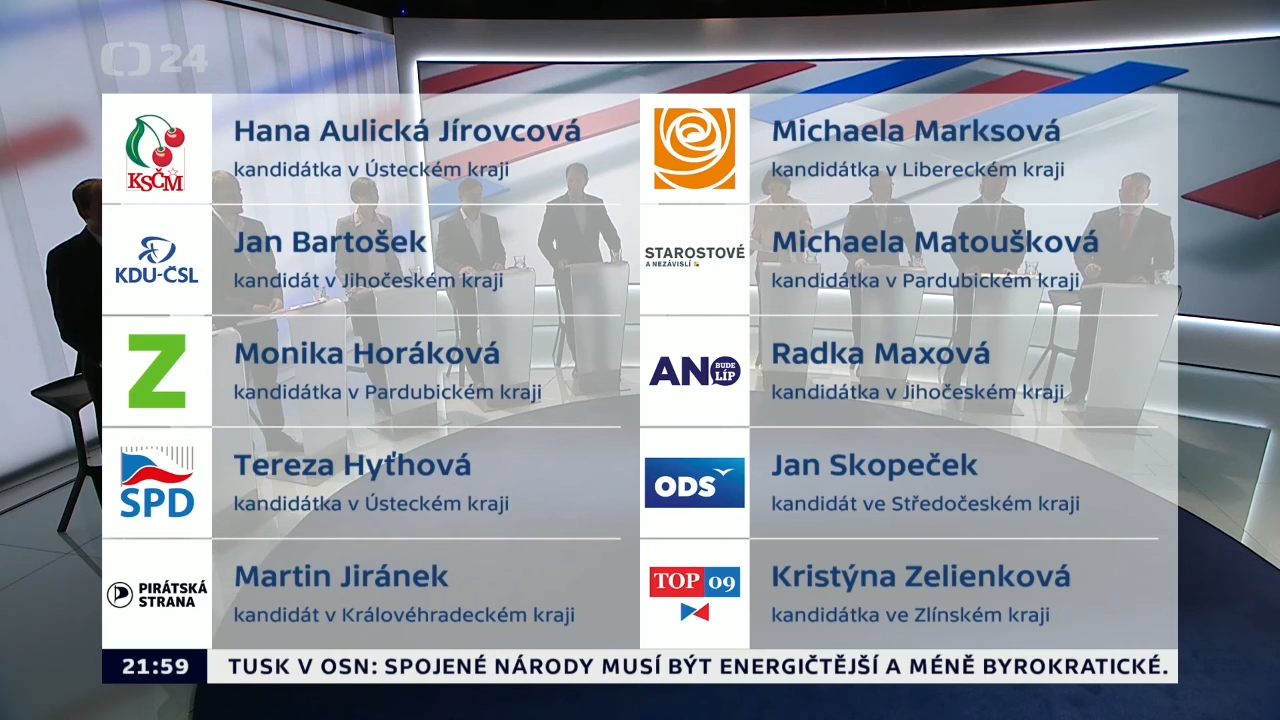 24
KSČM
Hana Aulická Jírovcová
kandidátka v Ústeckém kraji
KDU-ČSL
Jan Bartošek
kandidát v Jihočeském kraji
Z
Monika Horáková
kandidátka v Pardubickém kraji
SPD
Tereza Hyťhová
kandidátka v Ústeckém kraji
PIRÁTSKÁ
STRANA
Martin Jiránek
kandidát v Královéhradeckém kraji
Michaela Marksová
kandidátka v Libereckém kraji
STAROSTOVÉ
A NEZÁVISLÍ
Michaela Matoušková
kandidátka v Pardubickém kraji
ANO
BUDE
LÍP
Radka Maxová
kandidátka v Jihočeském kraji
ODS
Jan Skopeček
kandidát ve Středočeském kraji
TOP 09
Kristýna Zelienková
kandidátka ve Zlínském kraji
21:59 TUSK V OSN: SPOJENÉ NÁRODY MUSÍ BÝT ENERGIČTĚJŠÍ A MÉNĚ BYROKRATICKÉ.